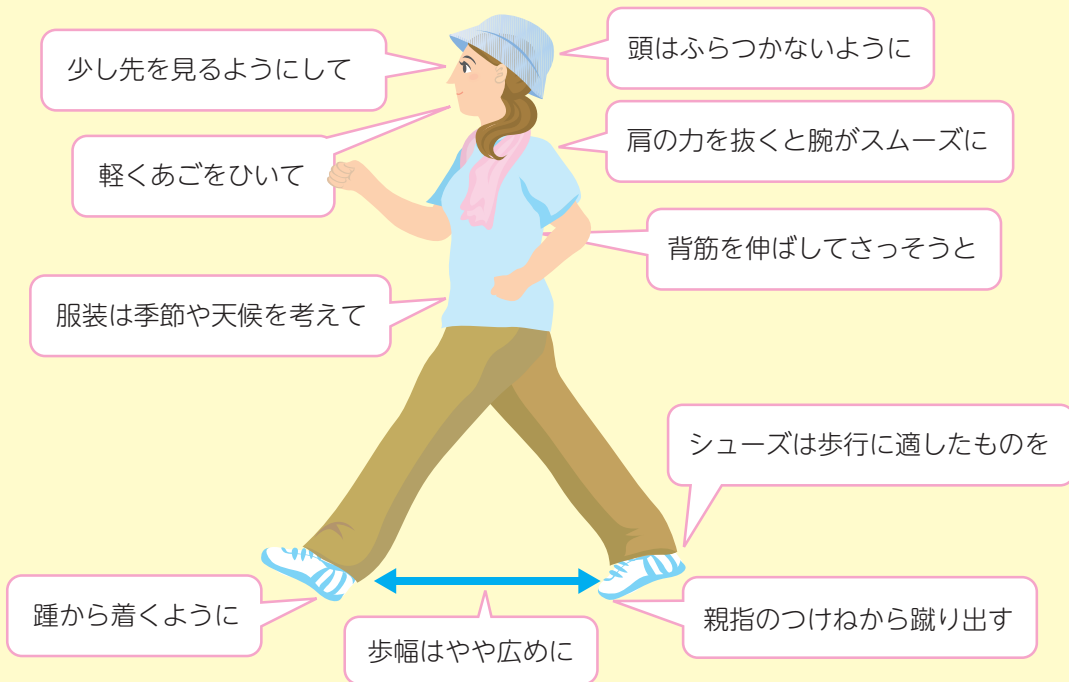 少し先を見るようにして
頭はふらつかないように
肩の力を抜くと腕がスムーズに
軽くあごをひいて
背筋を伸ばしてさっそうと
服装は季節や天候を考えて
シューズは歩行に適したものを
踵から着くように
歩幅はやや広めに
親指のつけねから蹴り出す